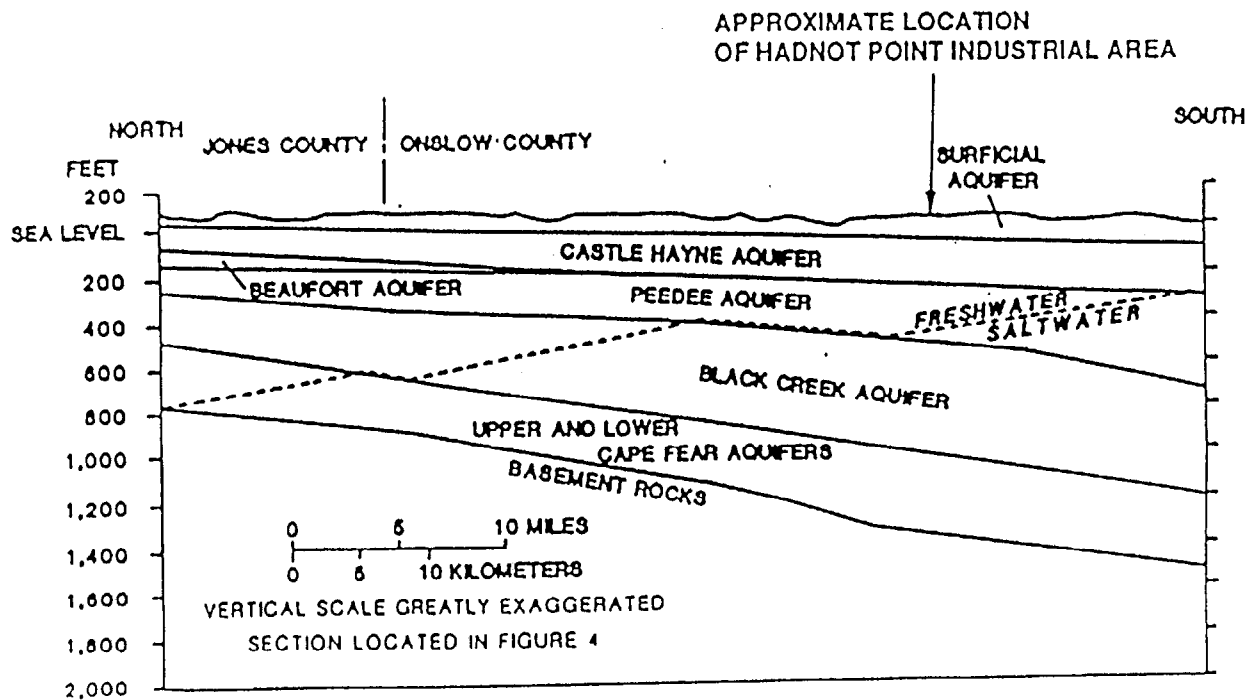 APPROXIMATE LOCATION
OF HADNOT POINT INDUSTRIAL AREA
NORTH
SOUTH
JONES COUNTY
ONSLOW COUNTY
FEET
SURFICIAL
AQUIFER
200
SEA LEVEL
CASTLE HAYNE AQUIFER
200
BEAUFORT AQUIFER
PEEDEE AQUIFER
FRESHWATER
SALTWATER
400
600
BLACK CREEK AQUIFER
800
UPPER AND LOWER
CAPE FEAR AQUIFERS
1,000
BASEMENT ROCKS
1,200
0 5 10 MILES
1,400
0 5 10 KILOMETERS
1,600
VERTICAL SCALE GREATLY EXAGGERATED
1,800
SECTION LOCATED IN FIGURE 4
2,000